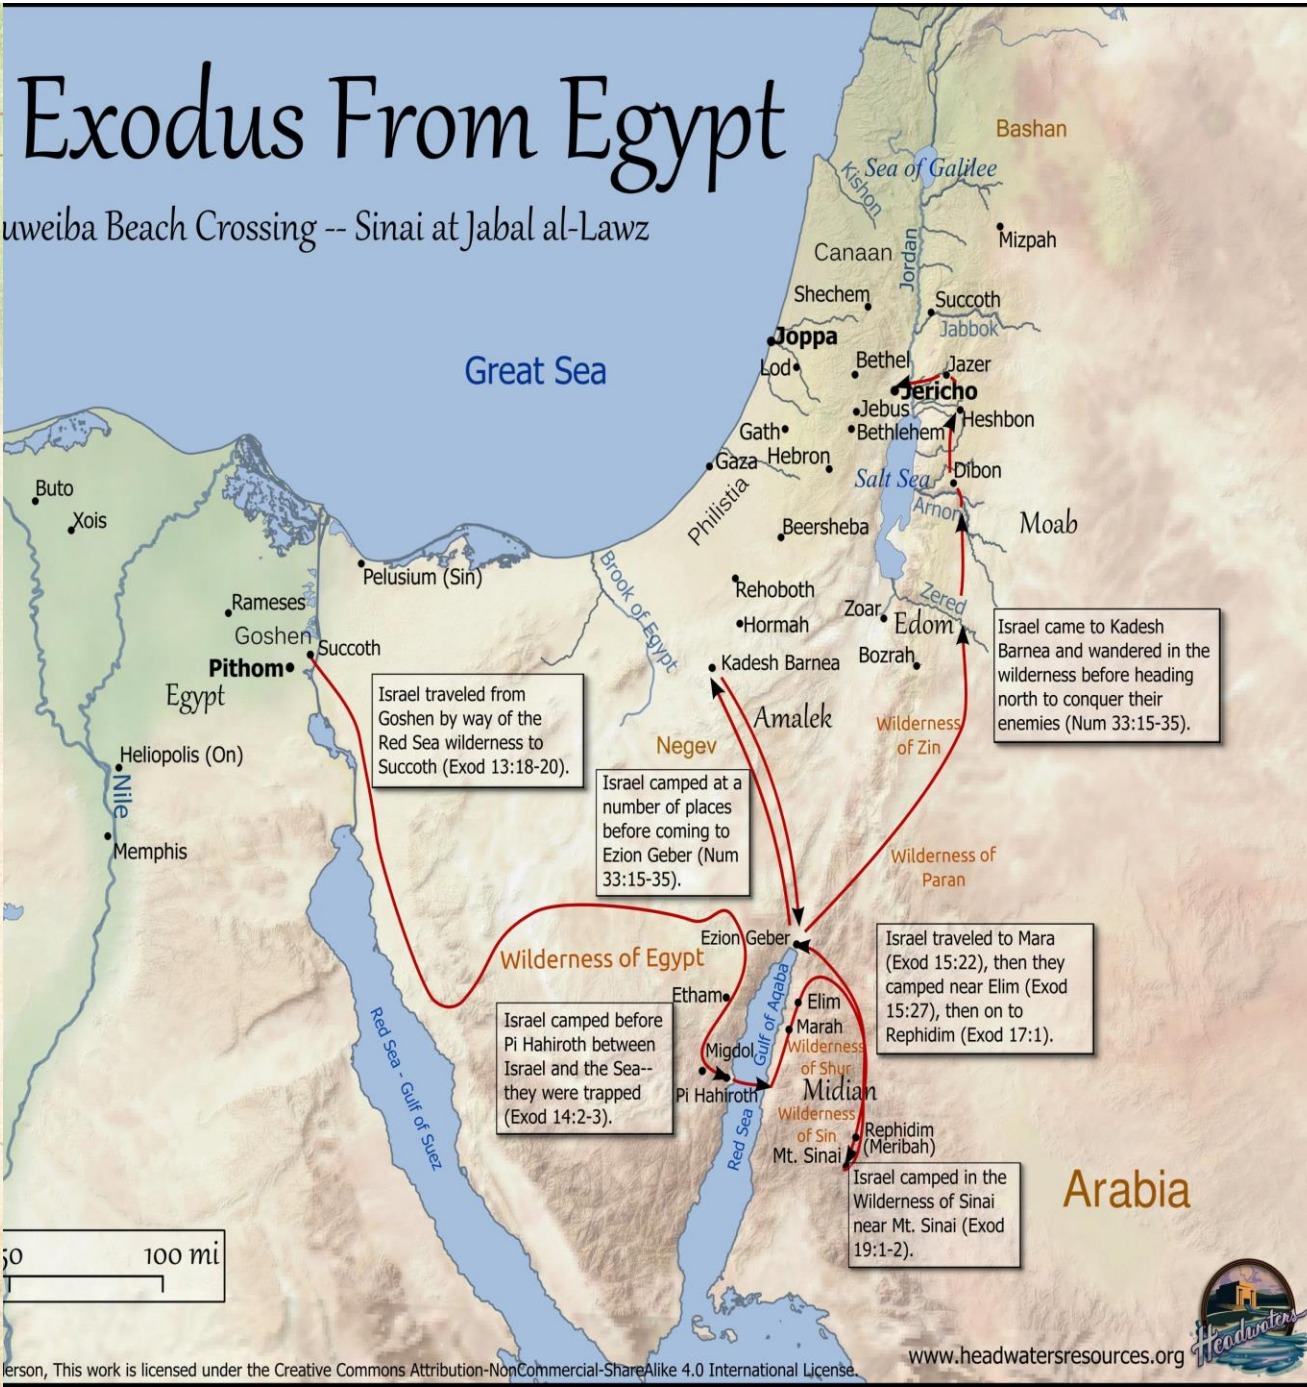 Exodus From Egypt
uweiba Beach Crossing -- Sinai at Jabal al-Lawz
Bashan
Sea of Galilee
Kishon
Mizpah
Canaan
Jordan
Shechem
Succoth
Jabbok
Joppa
Great Sea
Bethel
Jazer
Lod
Jericho
Jebus
Heshbon
Gath
Bethlehem
Gaza
Hebron
Salt Sea
Dibon
Buto
Philistia
Arnon
Xois
Moab
Beersheba
Pelusium (Sin)
Brook of Egypt
Rehoboth
Zered
Rameses
Zoar
Edom
Hormah
Goshen
Succoth
Pithom
Kadesh Barnea
Bozrah
Egypt
Israel came to Kadesh
Barnea and wandered in the
wilderness before heading
north to conquer their
enemies (Num 33:15-35).
Israel traveled from
Goshen by way of the
Red Sea wilderness to
Succoth (Exod 13:18-20).
Amalek
Wilderness
of Zin
Negev
Heliopolis (On)
Nile
Israel camped at a
number of places
before coming to
Ezion Geber (Num
33:15-35).
Memphis
Wilderness of
Paran
Ezion Geber
Wilderness of Egypt
Israel traveled to Mara
(Exod 15:22), then they
camped near Elim (Exod
15:27), then on to
Rephidim (Exod 17:1).
Etham
Gulf of Aqaba
Elim
Marah
Israel camped before
Pi Hahiroth between
Israel and the Sea--
they were trapped
(Exod 14:2-3).
Migdol
Wilderness
of Shur
Pi Hahiroth
Midian
Red Sea - Gulf of Suez
Red Sea
Wilderness
of Sin
Rephidim
(Meribah)
Mt. Sinai
Israel camped in the
Wilderness of Sinai
near Mt. Sinai (Exod
19:1-2).
Arabia
50 100 mi
Headwaters
www.headwatersresources.org
erson, This work is licensed under the Creative Commons Attribution-NonCommercial-ShareAlike 4.0 International License.